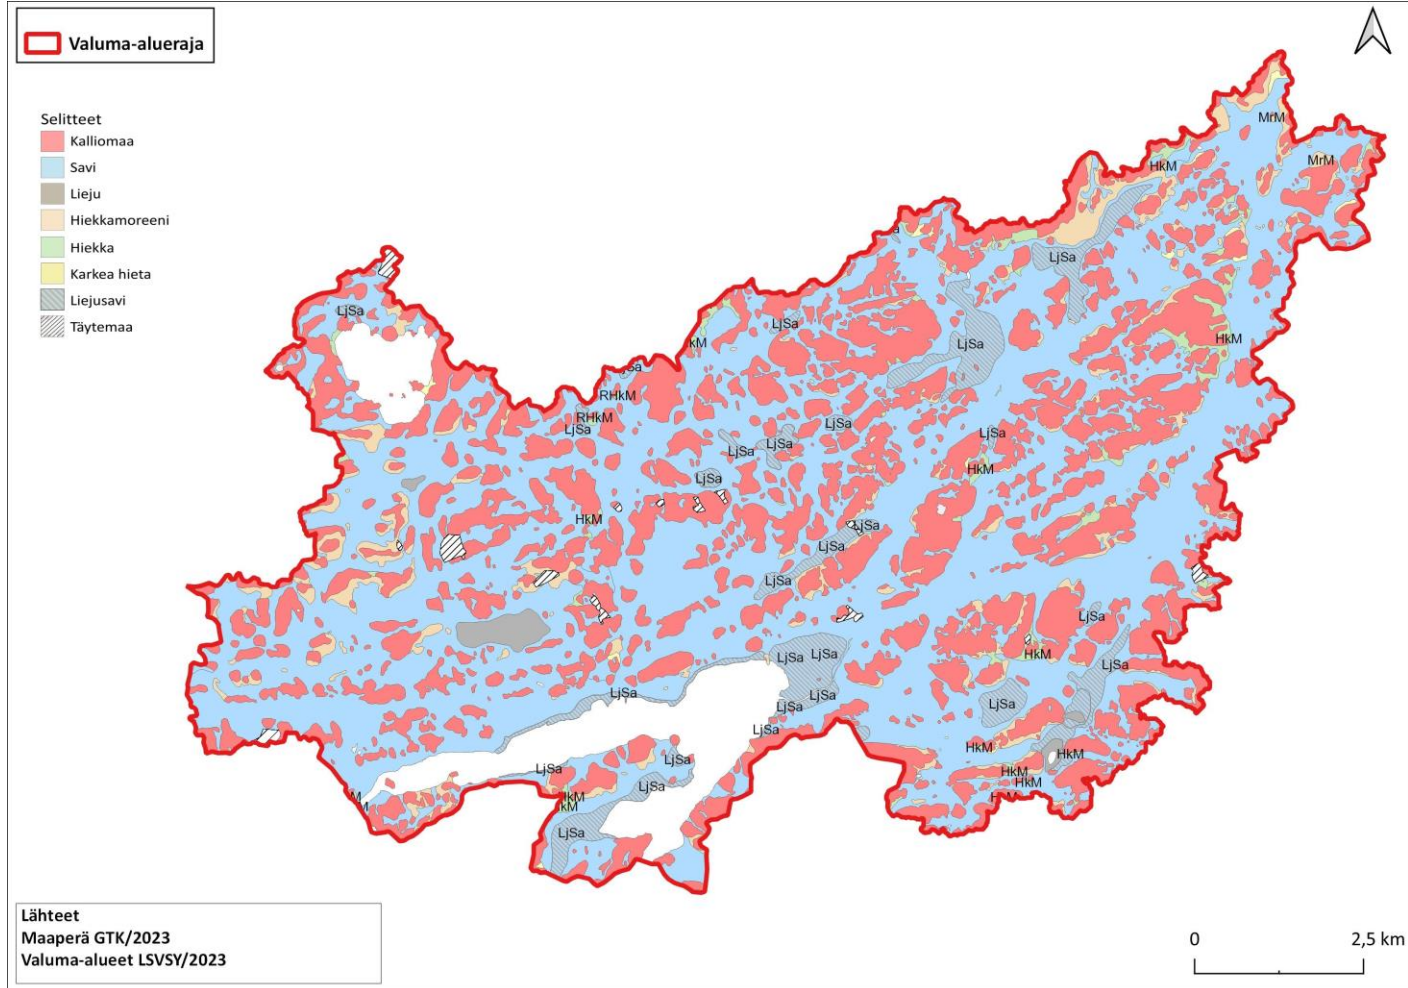 Valuma-alueraja
Selitteet
Kalliomaa
Savi
Lieju
Hiekkamoreeni
Hiekka
Karkea hieta
Liejusavi
Täytemaa
MrM
MrM
HkM
LjSa
LjSa
LjSa
HkM
kM
LjSa
RHkM
RHkM
LjSa
LjSa
LjSa
LjSa
LjSa
HkM
LjSa
HkM
LjSa
LjSa
LjSa
LjSa
HkM
LjSa
LjSa
LjSa
LjSa
LjSa
LjSa
LjSa
LjSa
HkM
HkM
LjSa
LjSa
HkM
HkM
LjSa
M
M
kM
LjSa
Lähteet
Maaperä GTK/2023
Valuma-alueet LSVSY/2023
0 2,5 km